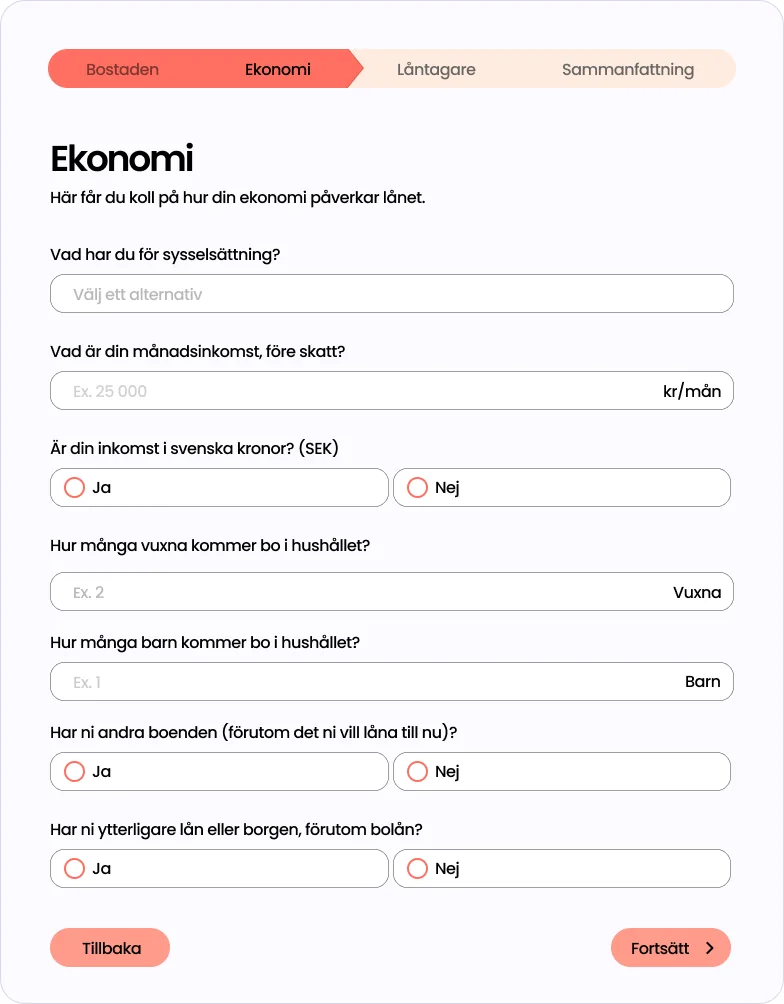 Bostaden Ekonomi Låntagare Sammanfattning
Ekonomi
Här får du koll på hur din ekonomi påverkar lånet.
Vad har du för sysselsättning?
Välj ett alternativ
Vad är din månadsinkomst, före skatt?
Ex. 25 000 kr/mån
Är din inkomst i svenska kronor? (SEK)
Ja Nej
Hur många vuxna kommer bo i hushållet?
Ex. 2 Vuxna
Hur många barn kommer bo i hushållet?
Ex. 1 Barn
Har ni andra boenden (förutom det ni vill låna till nu)?
Ja Nej
Har ni ytterligare lån eller borgen, förutom bolån?
Ja Nej
Tillbaka Fortsätt